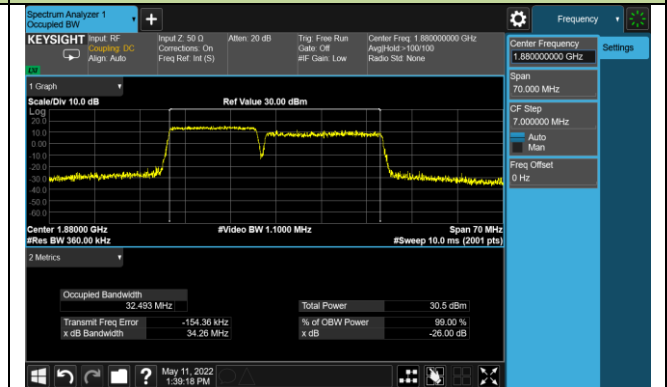 Spectrum Analyzer 1
Occupied BW
+
Frequency
KEYSIGHT
Input: RF
Coupling: DC
Align: Auto
Input Z: 50 Ω
Corrections: On
Freq Ref: Int (S)
Atten: 20 dB
Trig: Free Run
Gate: Off
#IF Gain: Low
Center Freq: 1.880000000 GHz
Avg|Hold:>100/100
Radio Std: None
Center Frequency
1.880000000 GHz
Settings
Span
70.000 MHz
CF Step
7.000000 MHz
Auto
Man
Freq Offset
0 Hz
1 Graph
Scale/Div 10.0 dB
Ref Value 30.00 dBm
Log
20.0
10.0
0.00
-10.0
-20.0
-30.0
-40.0
-50.0
-60.0
Center 1.88000 GHz
#Video BW 1.1000 MHz
Span 70 MHz
#Res BW 360.00 kHz
#Sweep 10.0 ms (2001 pts)
2 Metrics
Occupied Bandwidth
32.493 MHz
Total Power
30.5 dBm
Transmit Freq Error
-154.36 kHz
% of OBW Power
99.00 %
x dB Bandwidth
34.26 MHz
x dB
-26.00 dB
?
May 11, 2022
1:39:18 PM